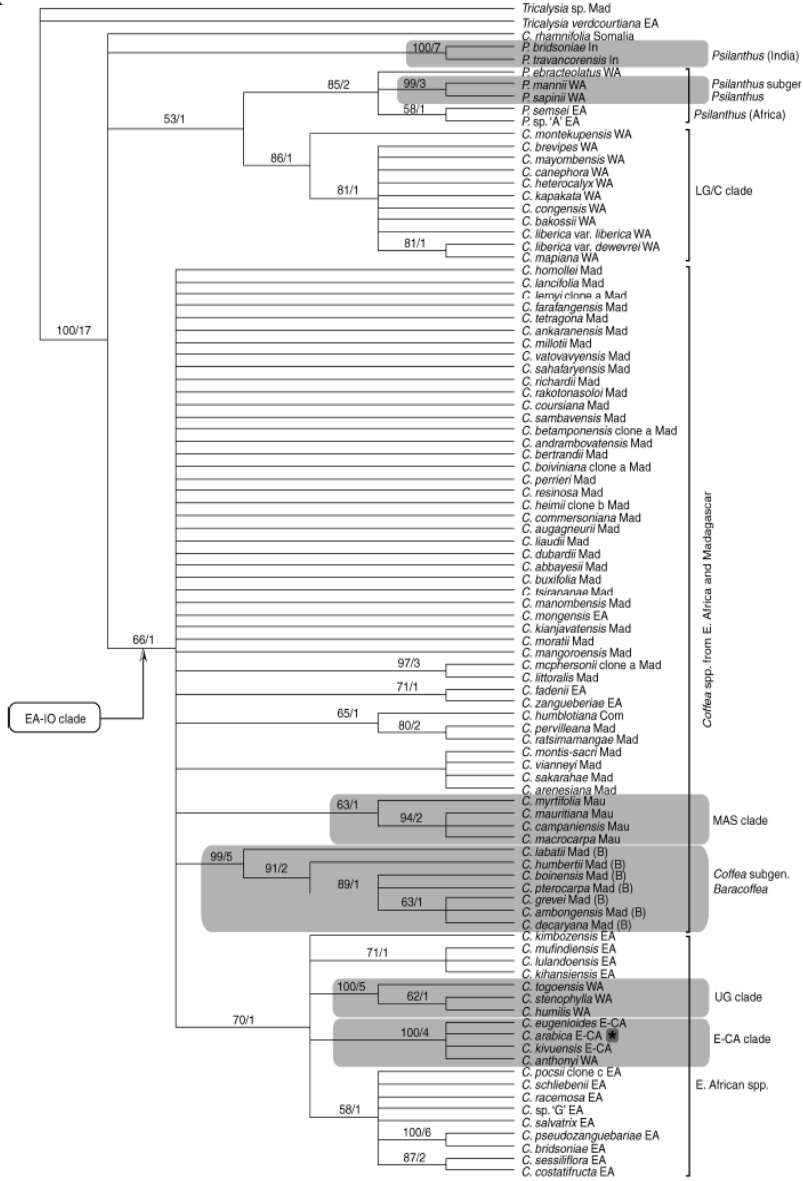 Tricalysia sp. Mad
Tricalysia verdcourtiana EA
C. rhamnifolia Somalia
100/7
P. bridsoniae In
P. travancorensis In
Psilanthus (India)
P. ebracteolatus WA
85/2
99/3
P. mannii WA
P. sapinii WA
Psilanthus subgen
Psilanthus
58/1
P. semsei EA
P. sp. 'A' EA
Psilanthus (Africa)
53/1
C. montekupensis WA
C. brevipes WA
86/1
C. mayombensis WA
C. canephora WA
C. heterocalyx WA
81/1
C. kapakata WA
LG/C clade
C. congensis WA
C. bakossii WA
C. liberica var. liberica WA
81/1
C. liberica var. dewevrei WA
C. mapiana WA
C. homollei Mad
C. lancifolia Mad
C. leroyi clone a Mad
C. farafangensis Mad
C. tetragona Mad
100/17
C. ankaranensis Mad
C. millotii Mad
C. vatovavyensis Mad
C. sahafaryensis Mad
C. richardii Mad
C. rakotonasoloi Mad
C. coursiana Mad
C. sambavensis Mad
C. betamponensis clone a Mad
C. andrambovatensis Mad
C. bertrandii Mad
C. boiviniana clone a Mad
C. perrieri Mad
C. resinosa Mad
C. heimii clone b Mad
C. commersoniana Mad
C. augagneurii Mad
C. liaudii Mad
C. dubardii Mad
C. abbayesii Mad
C. buxifolia Mad
C. tsirananae Mad
C. manombensis Mad
C. mongensis EA
C. kianjavatensis Mad
66/1
C. moratii Mad
C. mangoroensis Mad
97/3
C. mcphersonii clone a Mad
C. littoralis Mad
71/1
C. fadenii EA
C. zangueberiae EA
65/1
C. humblotiana Com
80/2
C. pervilleana Mad
C. ratsimamangae Mad
EA-IO clade
C. montis-sacri Mad
C. vianneyi Mad
C. sakarahae Mad
C. arenesiana Mad
Coffea spp. from E. Africa and Madagascar
63/1
C. myrtifolia Mau
94/2
C. mauritiana Mau
C. campaniensis Mau
C. macrocarpa Mau
MAS clade
99/5
C. labatii Mad (B)
91/2
C. humbertii Mad (B)
89/1
C. boinensis Mad (B)
C. pterocarpa Mad (B)
63/1
C. grevei Mad (B)
C. ambongensis Mad (B)
C. decaryana Mad (B)
Coffea subgen.
Baracoffea
C. kimbozensis EA
71/1
C. mufindiensis EA
C. lulandoensis EA
C. kihansiensis EA
100/5
C. togoensis WA
62/1
C. stenophylla WA
C. humilis WA
UG clade
70/1
C. eugenioides E-CA
100/4
C. arabica E-CA ★
C. kivuensis E-CA
C. anthonyi WA
E-CA clade
C. pocsii clone c EA
C. schliebenii EA
E. African spp.
C. racemosa EA
58/1
C. sp. 'G' EA
C. salvatrix EA
100/6
C. pseudozanguebariae EA
C. bridsoniae EA
87/2
C. sessiliflora EA
C. costatifructa EA